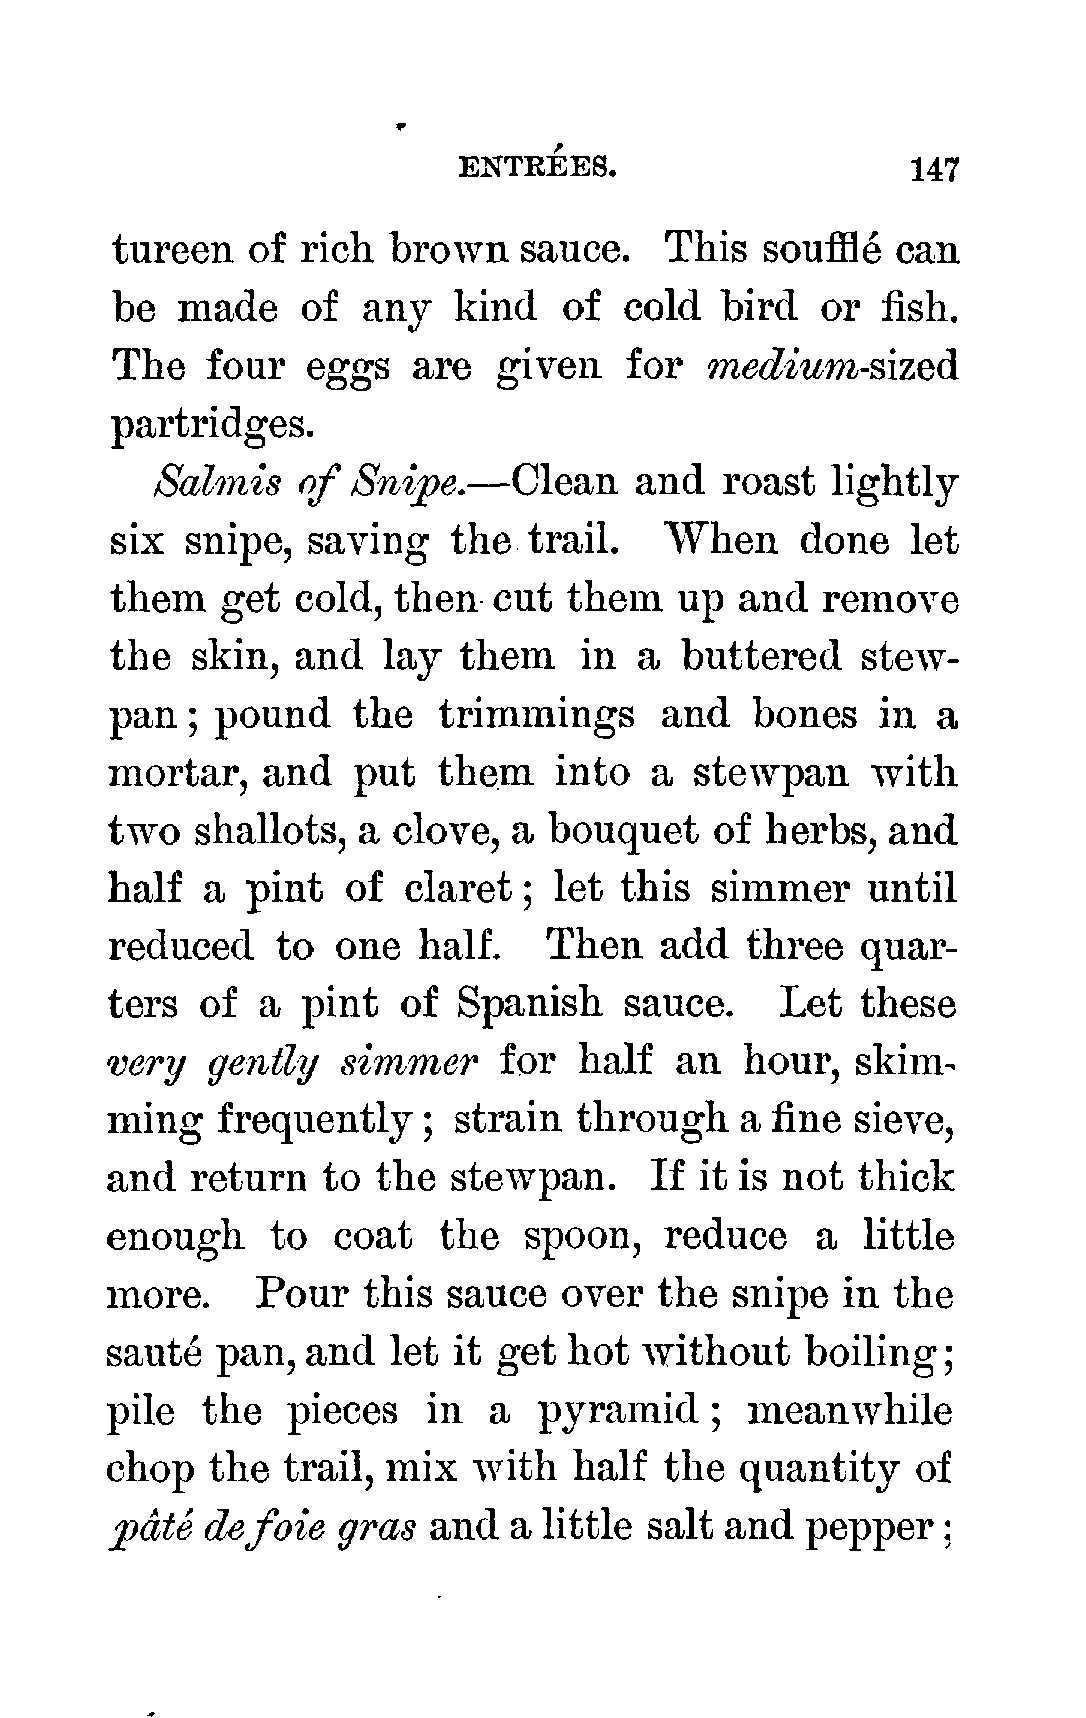 ENTRÉES. 147
tureen of rich brown sauce. This soufflé can
be made of any kind of cold bird or fish.
The four eggs are given for medium-sized
partridges.
Salmis of Snipe.—Clean and roast lightly
six snipe, saving the trail. When done let
them get cold, then cut them up and remove
the skin, and lay them in a buttered stew-
pan; pound the trimmings and bones in a
mortar, and put them into a stewpan with
two shallots, a clove, a bouquet of herbs, and
half a pint of claret; let this simmer until
reduced to one half. Then add three quar-
ters of a pint of Spanish sauce. Let these
very gently simmer for half an hour, skim-
ming frequently; strain through a fine sieve,
and return to the stewpan. If it is not thick
enough to coat the spoon, reduce a little
more. Pour this sauce over the snipe in the
sauté pan, and let it get hot without boiling;
pile the pieces in a pyramid; meanwhile
chop the trail, mix with half the quantity of
pâté de foie gras and a little salt and pepper;